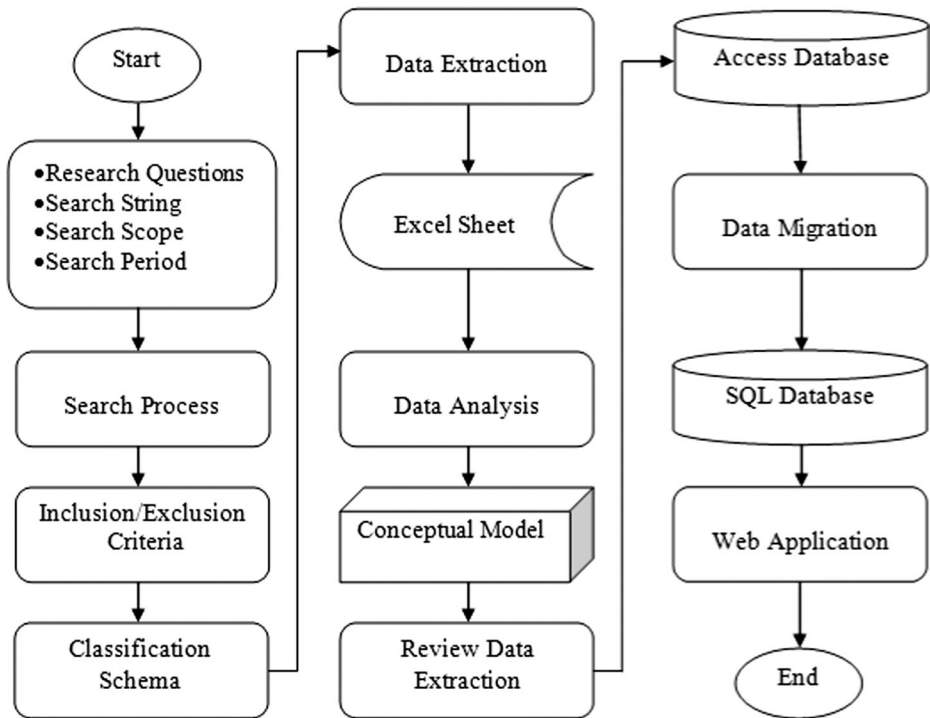 Start
•Research Questions
•Search String
•Search Scope
•Search Period
Search Process
Inclusion/Exclusion
Criteria
Classification
Schema
Data Extraction
Excel Sheet
Data Analysis
Conceptual Model
Review Data
Extraction
Access Database
Data Migration
SQL Database
Web Application
End